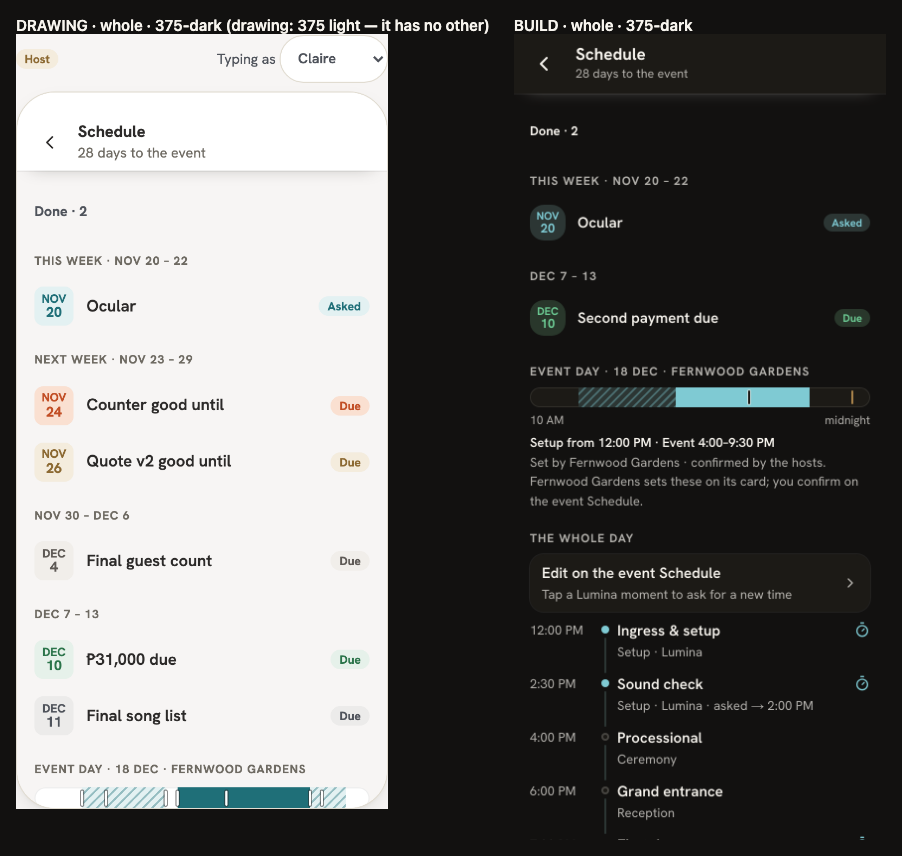 DRAWING · whole · 375-dark (drawing: 375 light — it has no other)
Host
Typing as
Claire
Schedule
28 days to the event
Done · 2
THIS WEEK · NOV 20 – 22
NOV
20
Ocular
Asked
NEXT WEEK · NOV 23 – 29
NOV
24
Counter good until
Due
NOV
26
Quote v2 good until
Due
NOV 30 – DEC 6
DEC
4
Final guest count
Due
DEC 7 – 13
DEC
10
₱31,000 due
Due
DEC
11
Final song list
Due
EVENT DAY · 18 DEC · FERNWOOD GARDENS
BUILD · whole · 375-dark
Schedule
28 days to the event
Done · 2
THIS WEEK · NOV 20 – 22
NOV
20
Ocular
Asked
DEC 7 – 13
DEC
10
Second payment due
Due
EVENT DAY · 18 DEC · FERNWOOD GARDENS
10 AM
midnight
Setup from 12:00 PM · Event 4:00–9:30 PM
Set by Fernwood Gardens · confirmed by the hosts.
Fernwood Gardens sets these on its card; you confirm on
the event Schedule.
THE WHOLE DAY
Edit on the event Schedule
Tap a Lumina moment to ask for a new time
12:00 PM
Ingress & setup
Setup · Lumina
2:30 PM
Sound check
Setup · Lumina · asked → 2:00 PM
4:00 PM
Processional
Ceremony
6:00 PM
Grand entrance
Reception